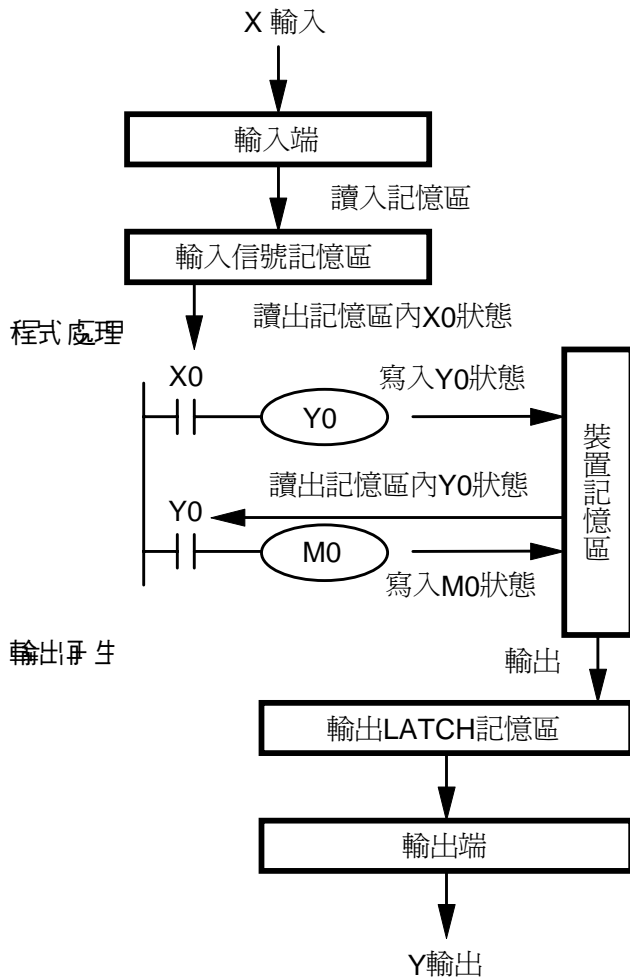 X 輸入
輸入端
讀入記憶區
輸入信號記憶區
讀出記憶區內X0狀態
程式處理
X0
寫入Y0狀態
Y0
裝置記憶區
讀出記憶區內Y0狀態
Y0
M0
寫入M0狀態
輸出再生
輸出
輸出LATCH記憶區
輸出端
Y輸出